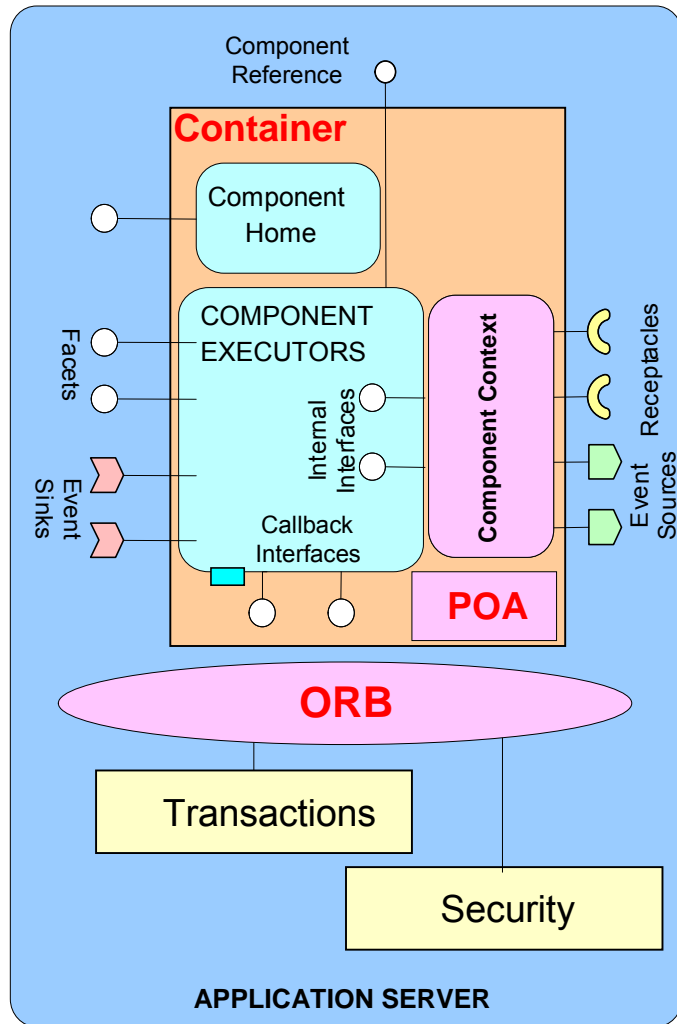 Component
Reference
Container
Component
Home
COMPONENT
EXECUTORS
Facets
Internal
Interfaces
Component Context
Receptacles
Event
Sinks
Event
Sources
Callback
Interfaces
POA
ORB
Transactions
Security
APPLICATION SERVER